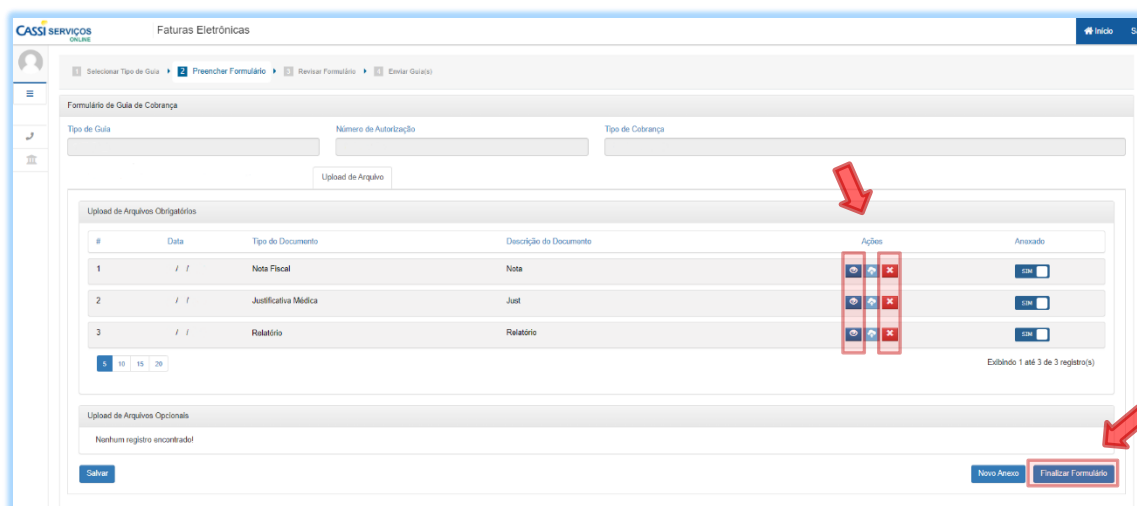 CASSI SERVIÇOS ONLINE
Faturas Eletrônicas
Início
1 Selecionar Tipo de Guia 2 Preencher Formulário 3 Revisar Formulário 4 Enviar Guia(s)
Formulário de Guia de Cobrança
Tipo de Guia Número de Autorização Tipo de Cobrança
Upload de Arquivo
Upload de Arquivos Obrigatórios
# Data Tipo do Documento Descrição do Documento Ações Anexado
1 / / Nota Fiscal Nota SIM
2 / / Justificativa Médica Just SIM
3 / / Relatório Relatório SIM
5 10 15 20 Exibindo 1 até 3 de 3 registro(s)
Upload de Arquivos Opcionais
Nenhum registro encontrado!
Salvar Novo Anexo Finalizar Formulário